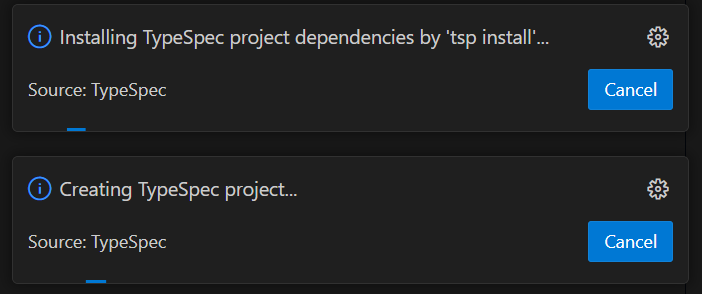 Installing TypeSpec project dependencies by 'tsp install'...
Source: TypeSpec
Cancel
Creating TypeSpec project...
Source: TypeSpec
Cancel